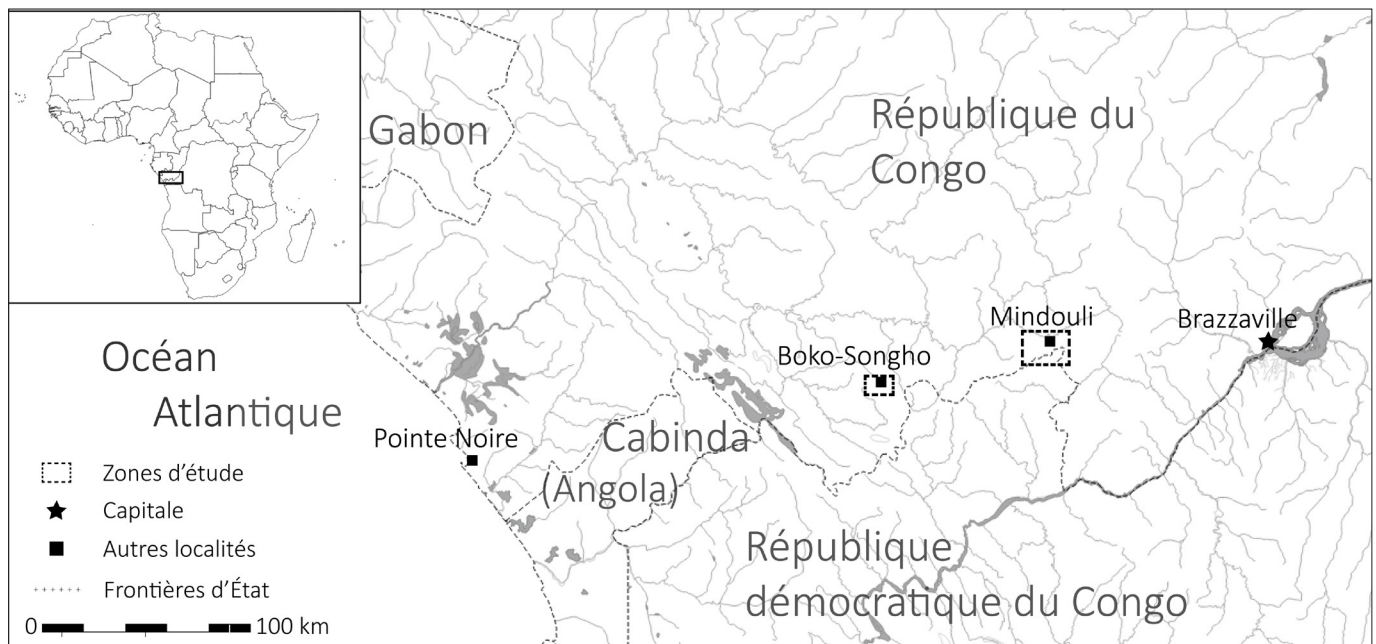 Gabon
République du
Congo
Mindouli
Brazzaville
Boko-Songho
Océan
Atlantique
Pointe Noire
Cabinda
(Angola)
République
démocratique du Congo
Zones d’étude
Capitale
Autres localités
Frontières d’État
0 100 km